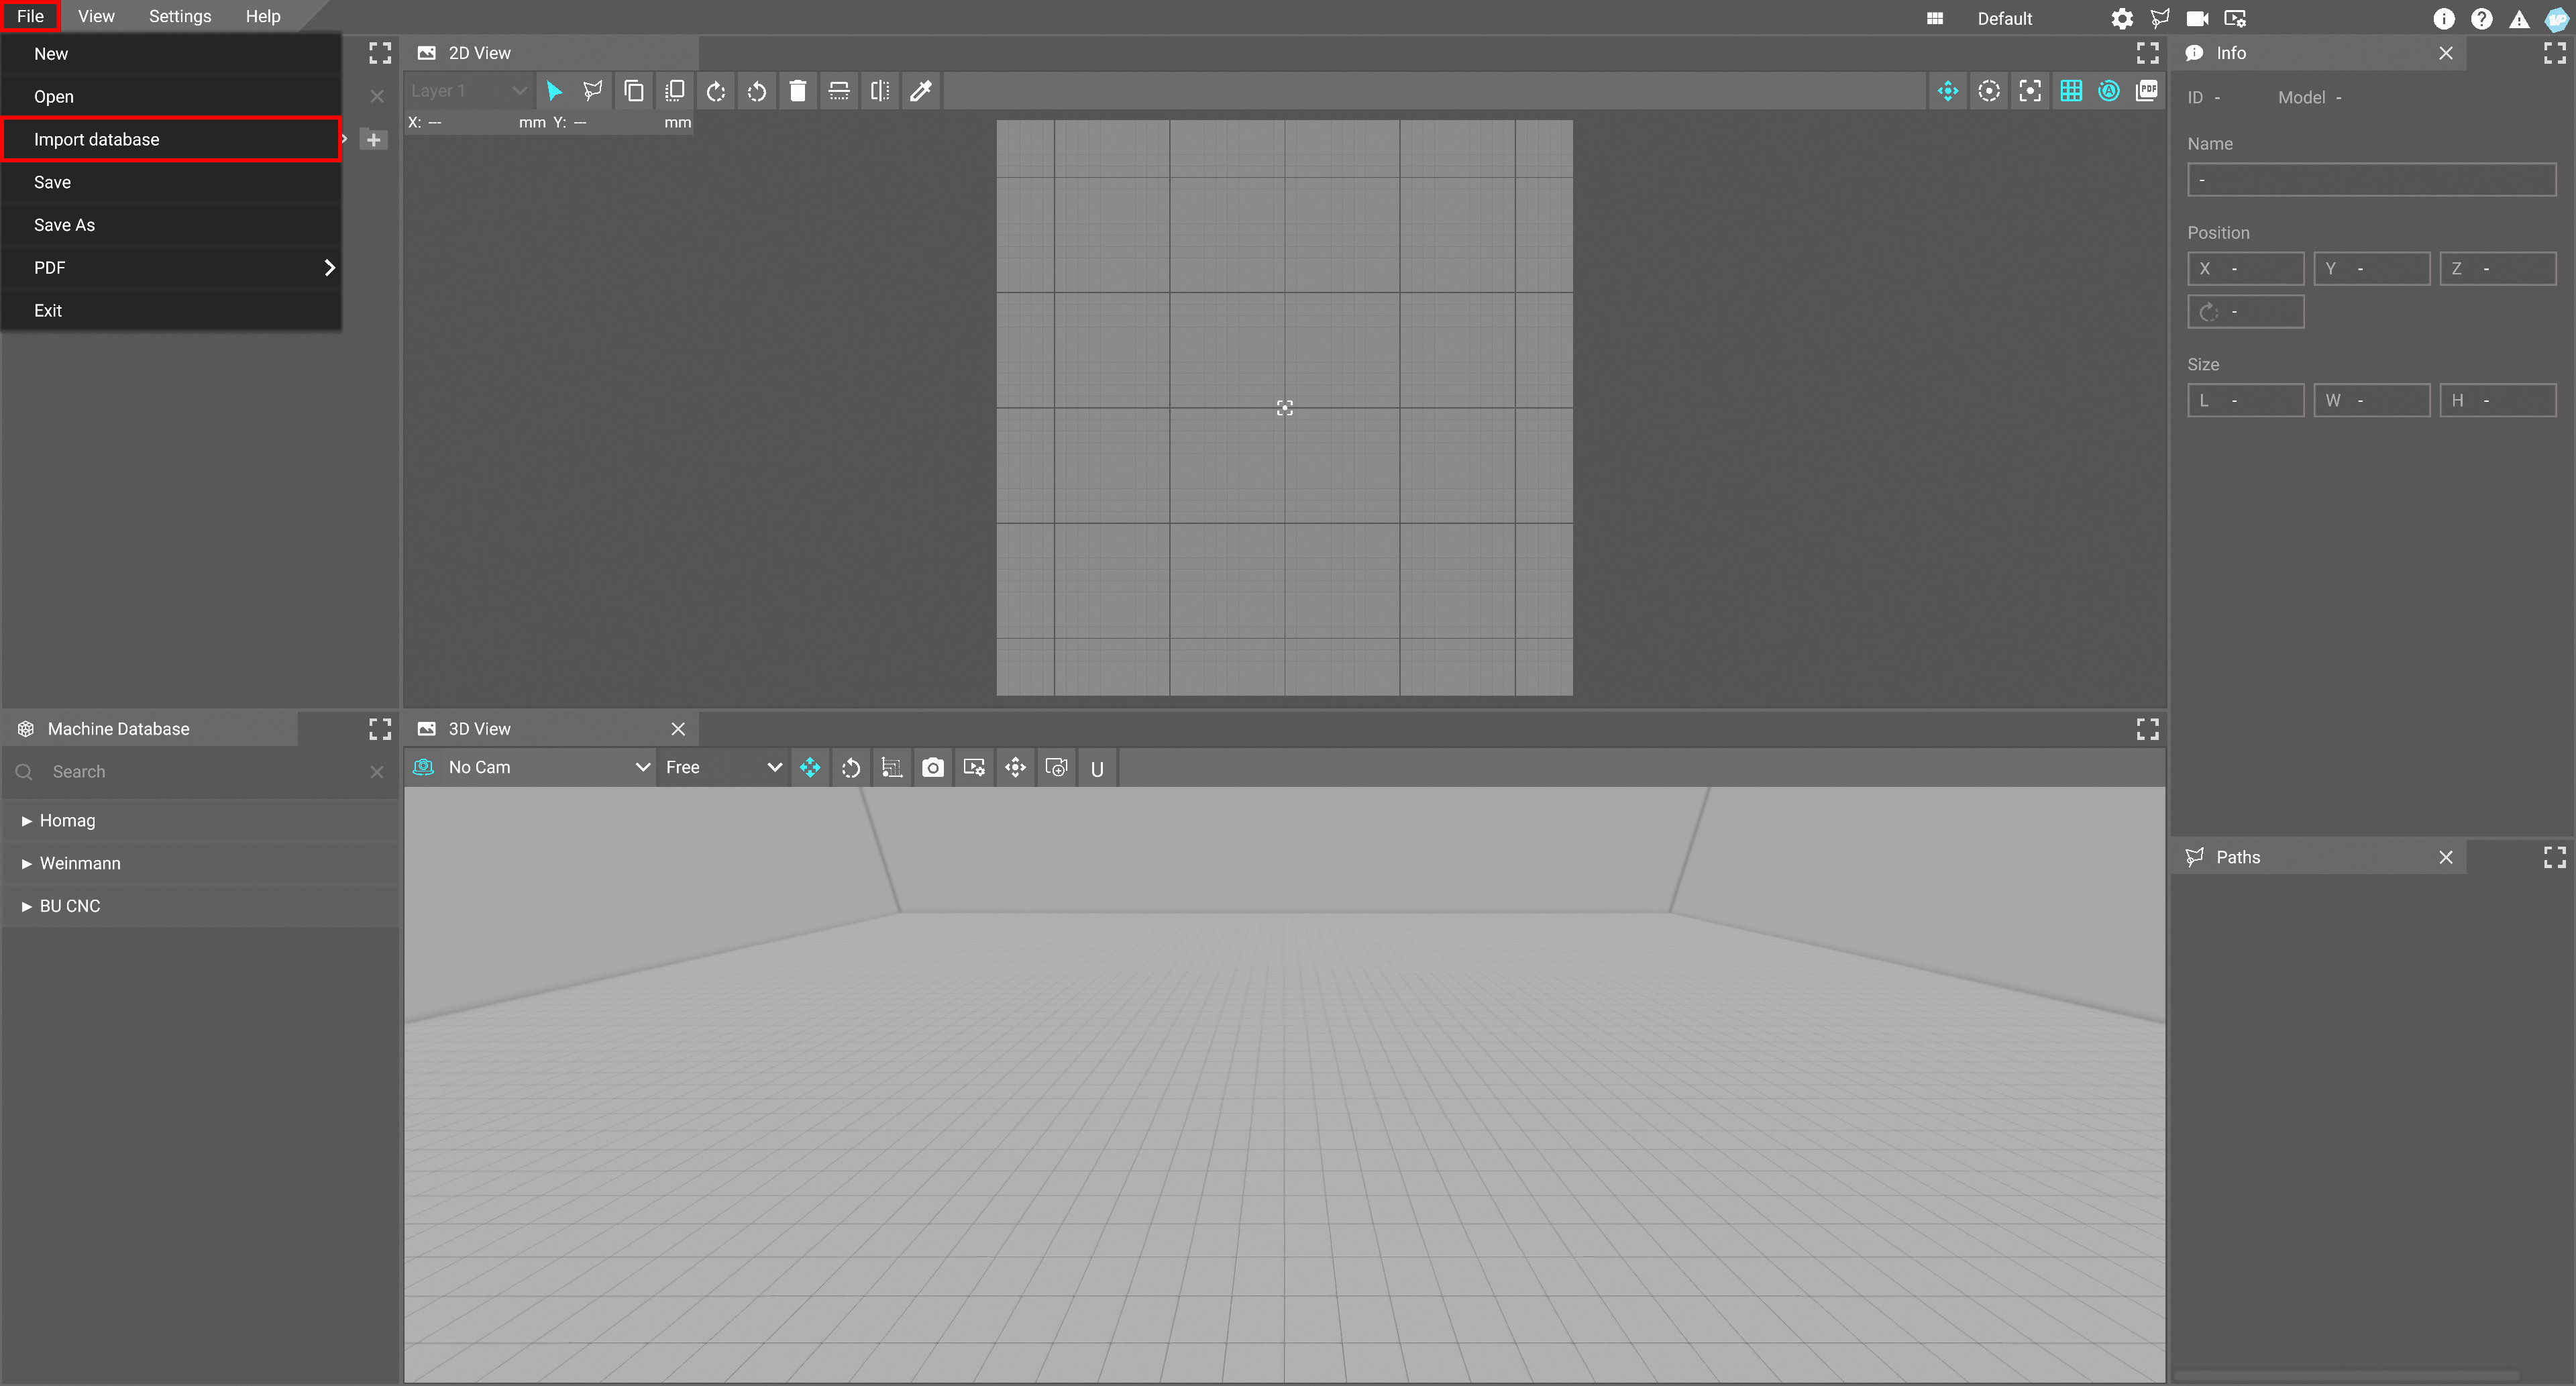 File View Settings Help Default
New
Open
Import database
Save
Save As
PDF
Exit
2D View
Layer 1
X: --- mm Y: --- mm
PDF
Info
ID - Model -
Name
-
Position
X - Y - Z -
-
Size
L - W - H -
Machine Database
Search
Homag
Weinmann
BU CNC
3D View
No Cam Free U
Paths